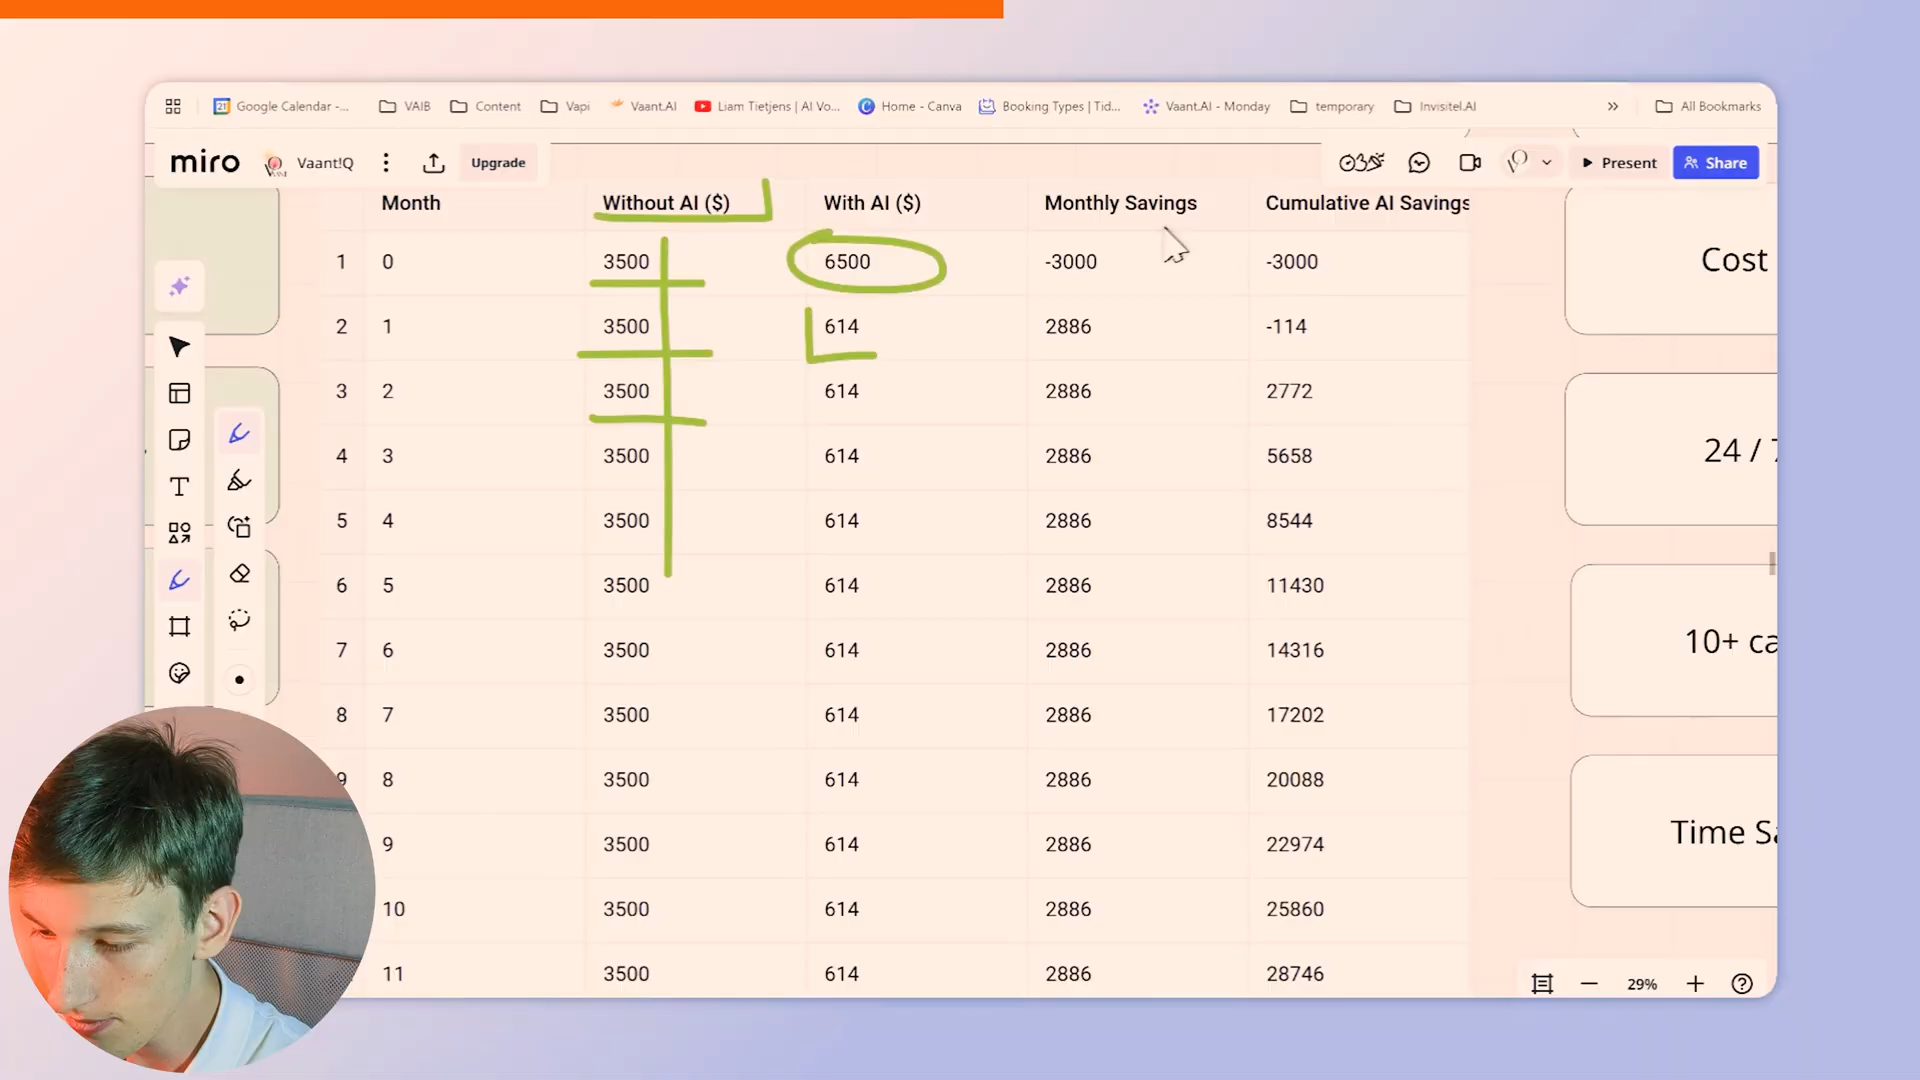 Google Calendar -...
VAIB
Content
Vapi
Vaant.AI
Liam Tietjens | AI Vo...
Home - Canva
Booking Types | Tid...
Vaant.AI - Monday
temporary
Invisitel.AI
»
All Bookmarks
miro
Vaant!Q
Upgrade
Present
Share
Month Without AI ($) With AI ($) Monthly Savings Cumulative AI Savings
1 0 3500 6500 -3000 -3000
2 1 3500 614 2886 -114
3 2 3500 614 2886 2772
4 3 3500 614 2886 5658
5 4 3500 614 2886 8544
6 5 3500 614 2886 11430
7 6 3500 614 2886 14316
8 7 3500 614 2886 17202
9 8 3500 614 2886 20088
9 3500 614 2886 22974
10 3500 614 2886 25860
11 3500 614 2886 28746
Cost
24 / 7
10+ ca
Time Sa
29%